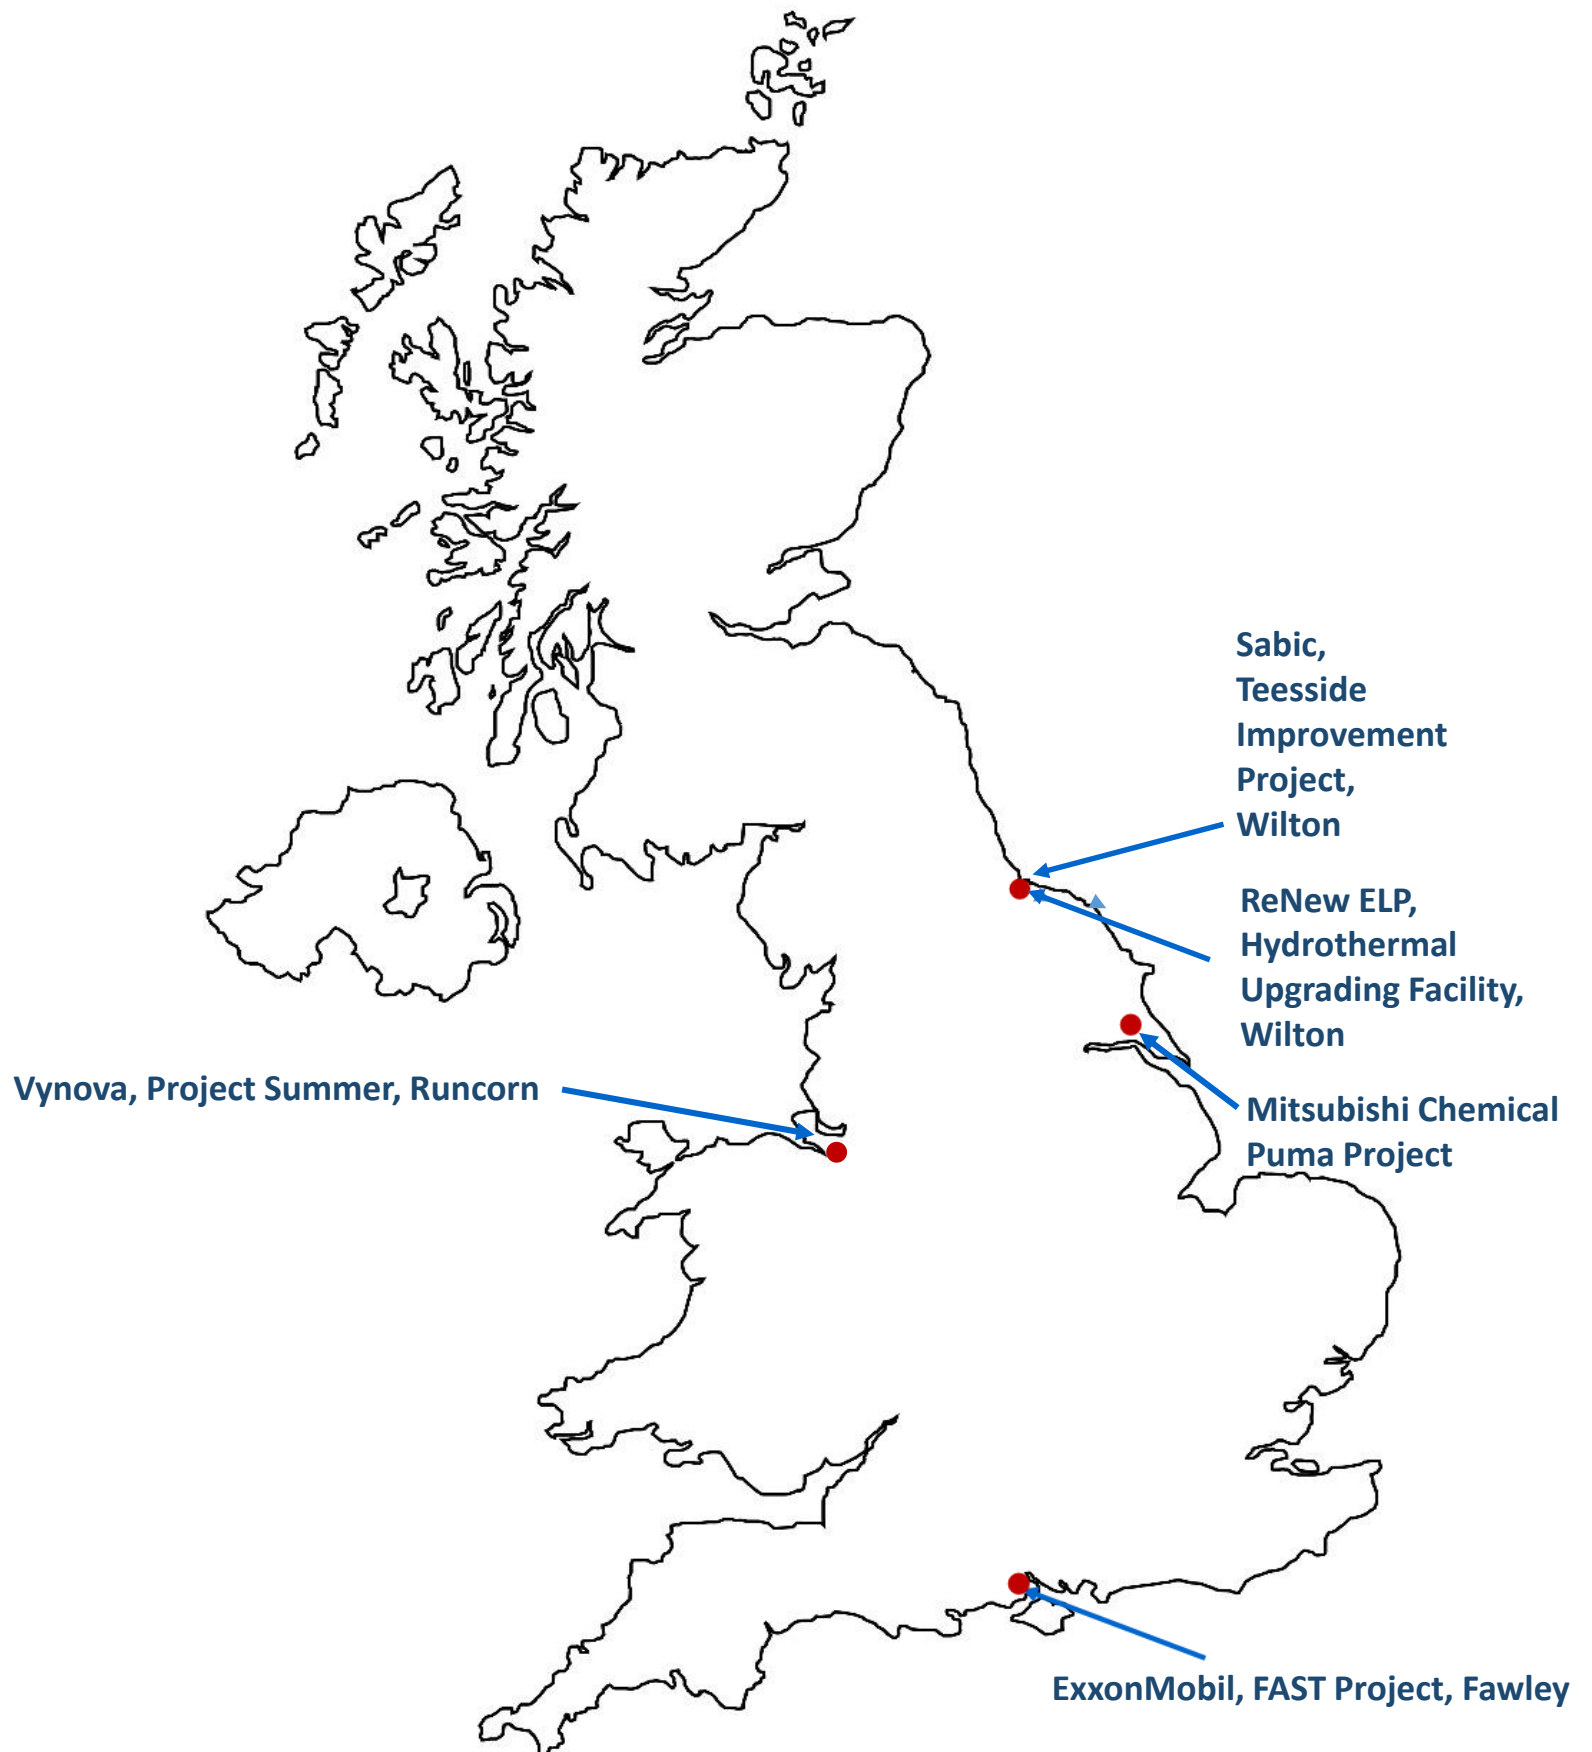 Sabic,
Teesside
Improvement
Project,
Wilton
ReNew ELP,
Hydrothermal
Upgrading Facility,
Wilton
Vynova, Project Summer, Runcorn
Mitsubishi Chemical
Puma Project
ExxonMobil, FAST Project, Fawley